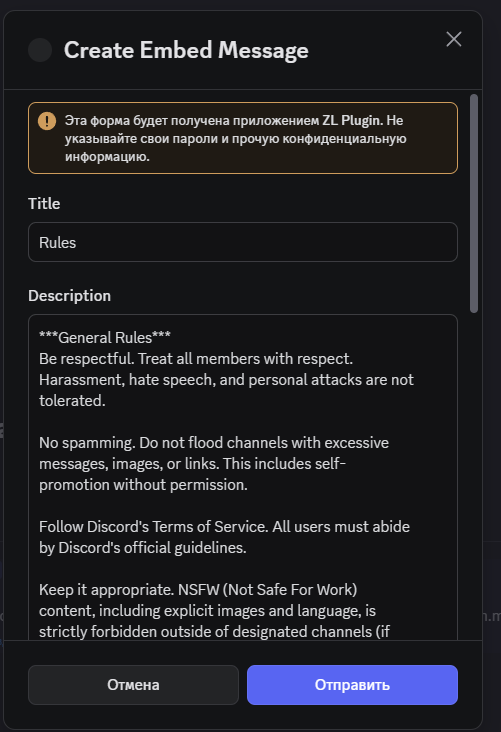 Create Embed Message
Эта форма будет получена приложением ZL Plugin. Не
указывайте свои пароли и прочую конфиденциальную
информацию.
Title
Rules
Description
***General Rules***
Be respectful. Treat all members with respect.
Harassment, hate speech, and personal attacks are not
tolerated.
No spamming. Do not flood channels with excessive
messages, images, or links. This includes self-
promotion without permission.
Follow Discord's Terms of Service. All users must abide
by Discord's official guidelines.
Keep it appropriate. NSFW (Not Safe For Work)
content, including explicit images and language, is
strictly forbidden outside of designated channels (if
Отмена
Отправить